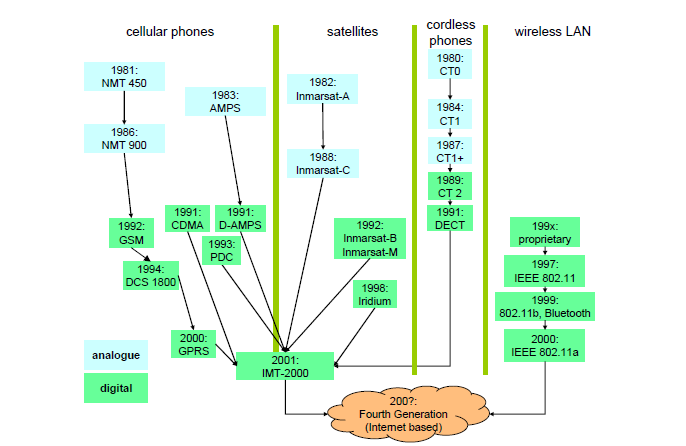 cellular phones
satellites
cordless
phones
wireless LAN
1981:
NMT 450
1986:
NMT 900
1983:
AMPS
1992:
GSM
1991:
CDMA
1991:
D-AMPS
1993:
PDC
1994:
DCS 1800
2000:
GPRS
1982:
Inmarsat-A
1988:
Inmarsat-C
1992:
Inmarsat-B
Inmarsat-M
1998:
Iridium
1980:
CT0
1984:
CT1
1987:
CT1+
1989:
CT 2
1991:
DECT
199x:
proprietary
1997:
IEEE 802.11
1999:
802.11b, Bluetooth
2000:
IEEE 802.11a
2001:
IMT-2000
analogue
digital
200?:
Fourth Generation
(Internet based)